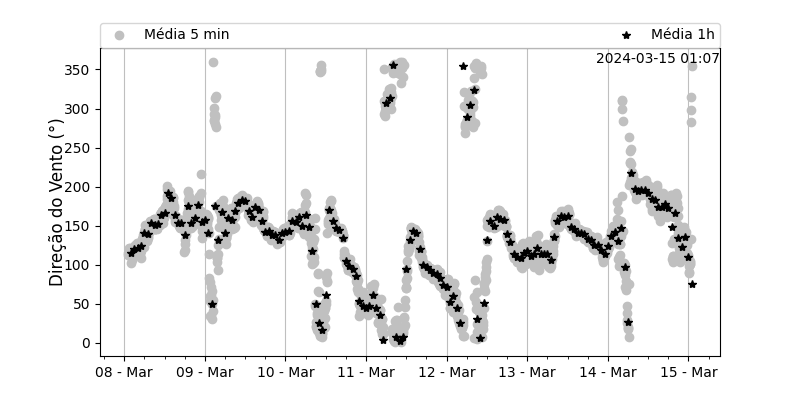 Média 5 min
Média 1h
2024-03-15 01:07
Direção do Vento (°)
350
300
250
200
150
100
50
0
08 - Mar
09 - Mar
10 - Mar
11 - Mar
12 - Mar
13 - Mar
14 - Mar
15 - Mar